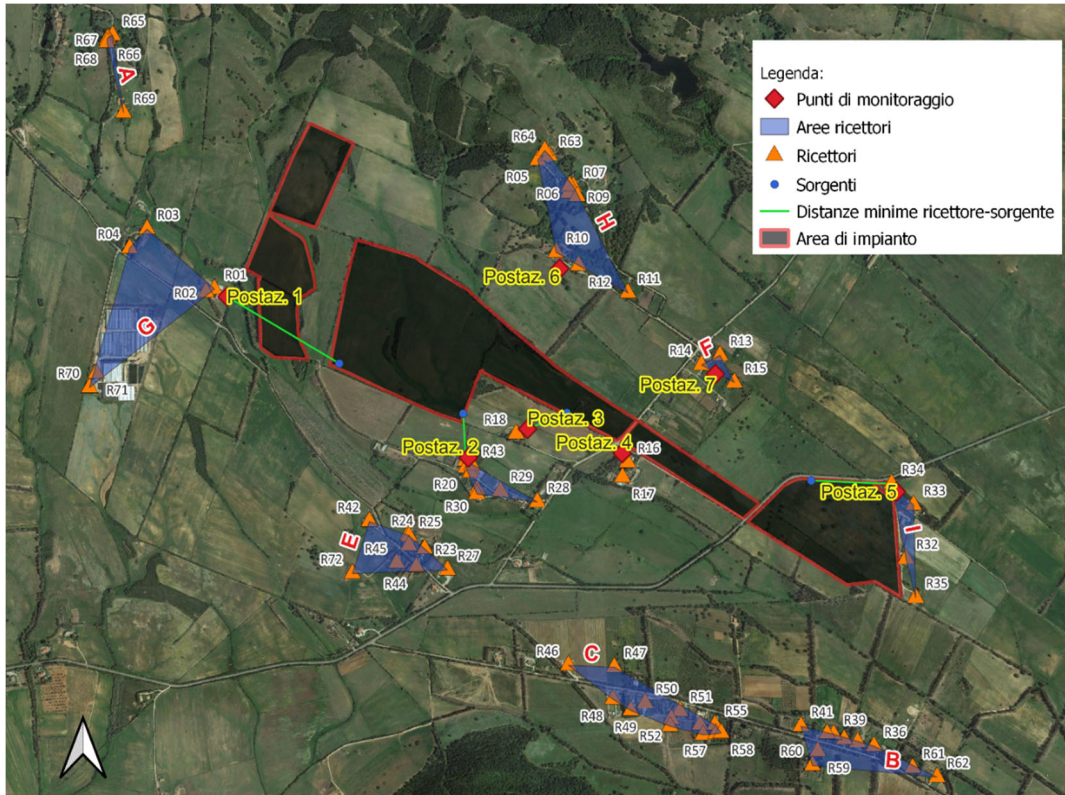 R65
R67
R66
R68
A
R69
Legenda:
Punti di monitoraggio
Aree ricettori
Ricettori
Sorgenti
Distanze minime ricettore-sorgente
Area di impianto
R64
R63
R05
R07
R06
R09
H
R10
R12
R11
Postaz. 6
R03
R04
R01
R02
Postaz. 1
G
R70
R71
F
R13
R14
R15
Postaz. 7
R18
Postaz. 3
Postaz. 4
R16
R17
Postaz. 2
R43
R20
R29
R30
R28
R34
Postaz. 5
R33
I
R32
R35
R42
R24
R25
E
R45
R23
R27
R72
R44
R46
C
R47
R50
R48
R49
R51
R55
R52
R57
R58
R41
R39
R36
R60
R59
B
R61
R62